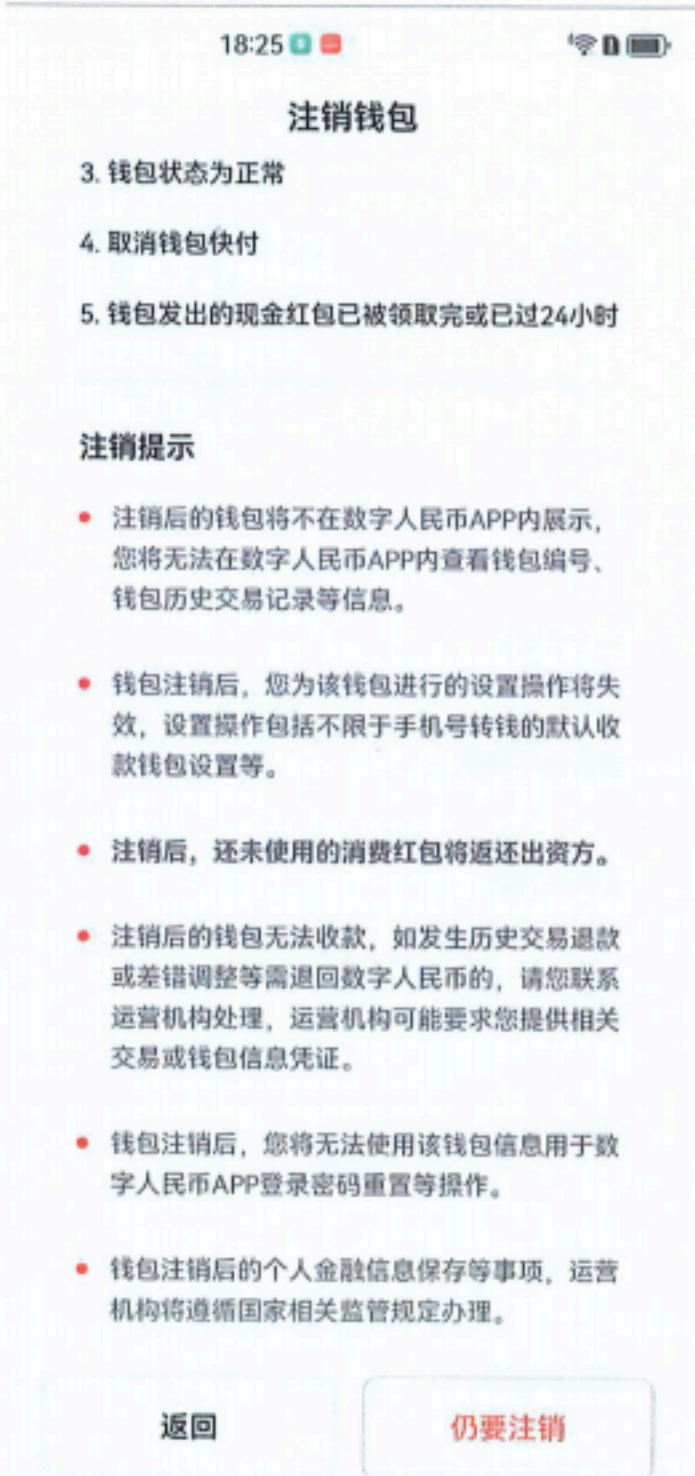 18:25
注销钱包
3. 钱包状态为正常
4. 取消钱包快付
5. 钱包发出的现金红包已被领取完或已过24小时
注销提示
注销后的钱包将不在数字人民币APP内展示，
您将无法在数字人民币APP内查看钱包编号、
钱包历史交易记录等信息。
钱包注销后，您为该钱包进行的设置操作将失
效，设置操作包括不限于手机号转钱的默认收
款钱包设置等。
注销后，还未使用的消费红包将返还出资方。
注销后的钱包无法收款，如发生历史交易退款
或差错调整等需退回数字人民币的，请您联系
运营机构处理，运营机构可能要求您提供相关
交易或钱包信息凭证。
钱包注销后，您将无法使用该钱包信息用于数
字人民币APP登录密码重置等操作。
钱包注销后的个人金融信息保存等事项，运营
机构将遵循国家相关监管规定办理。
返回
仍要注销